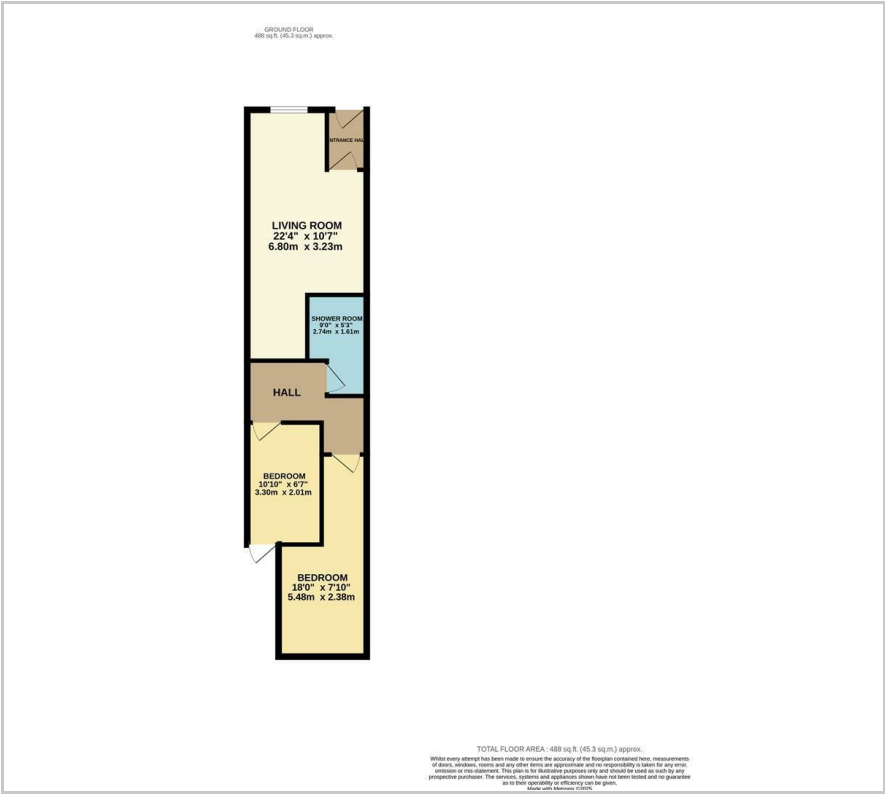 GROUND FLOOR
488 sq.ft. (45.3 sq.m.) approx.
NTRANCE HAL
LIVING ROOM
22'4" x 10'7"
6.80m x 3.23m
SHOWER ROOM
9'0" x 5'3"
2.74m x 1.61m
HALL
BEDROOM
10'10" x 6'7"
3.30m x 2.01m
BEDROOM
18'0" x 7'10"
5.48m x 2.38m
TOTAL FLOOR AREA : 488 sq.ft. (45.3 sq.m.) approx.
Whilst every attempt has been made to ensure the accuracy of the floorplan contained here, measurements
of doors, windows, rooms and any other items are approximate and no responsibility is taken for any error,
omission or mis-statement. This plan is for illustrative purposes only and should be used as such by any
prospective purchaser. The services, systems and appliances shown have not been tested and no guarantee
as to their operability or efficiency can be given.
Made with Metropix ©2025